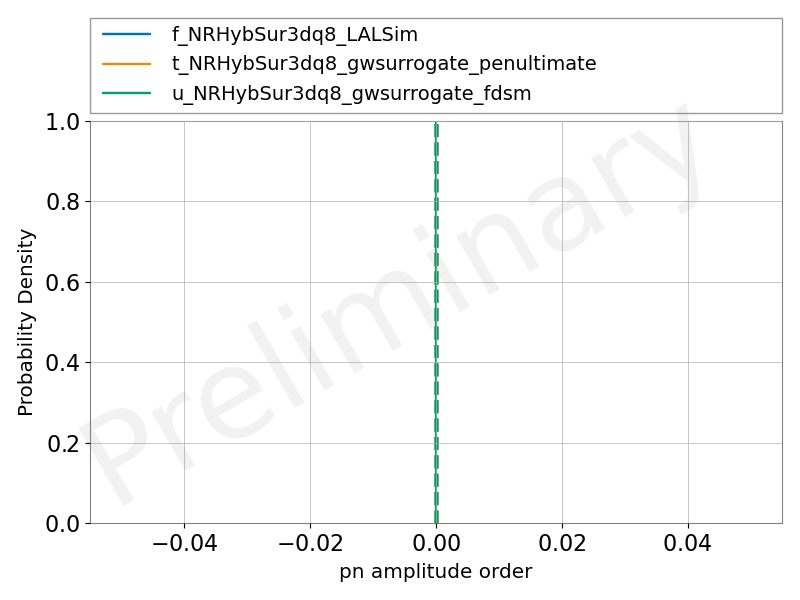 f_NRHybSur3dq8_LALSim
t_NRHybSur3dq8_gwsurrogate_penultimate
u_NRHybSur3dq8_gwsurrogate_fdsm
Preliminary
1.0
0.8
0.6
0.4
0.2
0.0
Probability Density
−0.04 −0.02 0.00 0.02 0.04
pn amplitude order